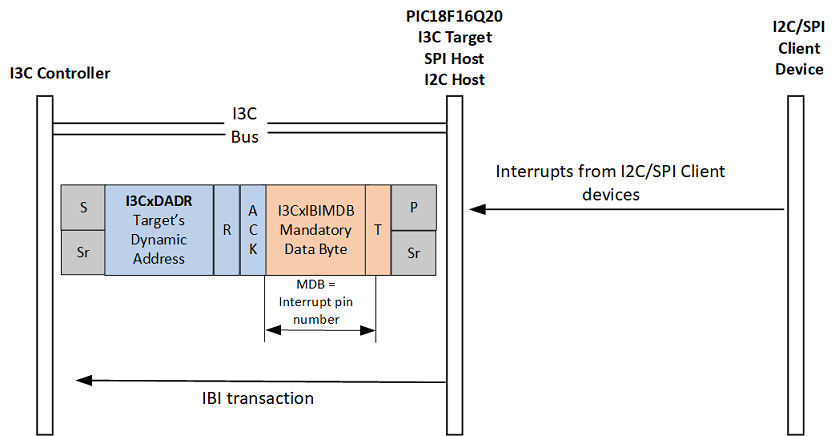 PIC18F16Q20
I3C Target
SPI Host
I2C Host
I2C/SPI
Client
Device
I3C Controller
I3C
Bus
Interrupts from I2C/SPI Client
devices
S
Sr
I3CxDADR
Target's
Dynamic
Address
R
A
C
K
I3CxIBIMDB
Mandatory
Data Byte
T
P
Sr
MDB =
Interrupt pin
number
IBI transaction